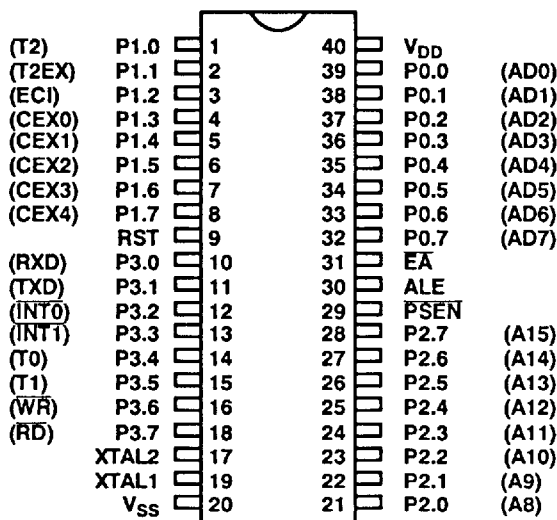 (T2) P1.0 1 40 VDD
(T2EX) P1.1 2 39 P0.0 (AD0)
(ECI) P1.2 3 38 P0.1 (AD1)
(CEX0) P1.3 4 37 P0.2 (AD2)
(CEX1) P1.4 5 36 P0.3 (AD3)
(CEX2) P1.5 6 35 P0.4 (AD4)
(CEX3) P1.6 7 34 P0.5 (AD5)
(CEX4) P1.7 8 33 P0.6 (AD6)
RST 9 32 P0.7 (AD7)
(RXD) P3.0 10 31 EA
(TXD) P3.1 11 30 ALE
(INT0) P3.2 12 29 PSEN
(INT1) P3.3 13 28 P2.7 (A15)
(T0) P3.4 14 27 P2.6 (A14)
(T1) P3.5 15 26 P2.5 (A13)
(WR) P3.6 16 25 P2.4 (A12)
(RD) P3.7 18 24 P2.3 (A11)
XTAL2 17 23 P2.2 (A10)
XTAL1 19 22 P2.1 (A9)
VSS 20 21 P2.0 (A8)